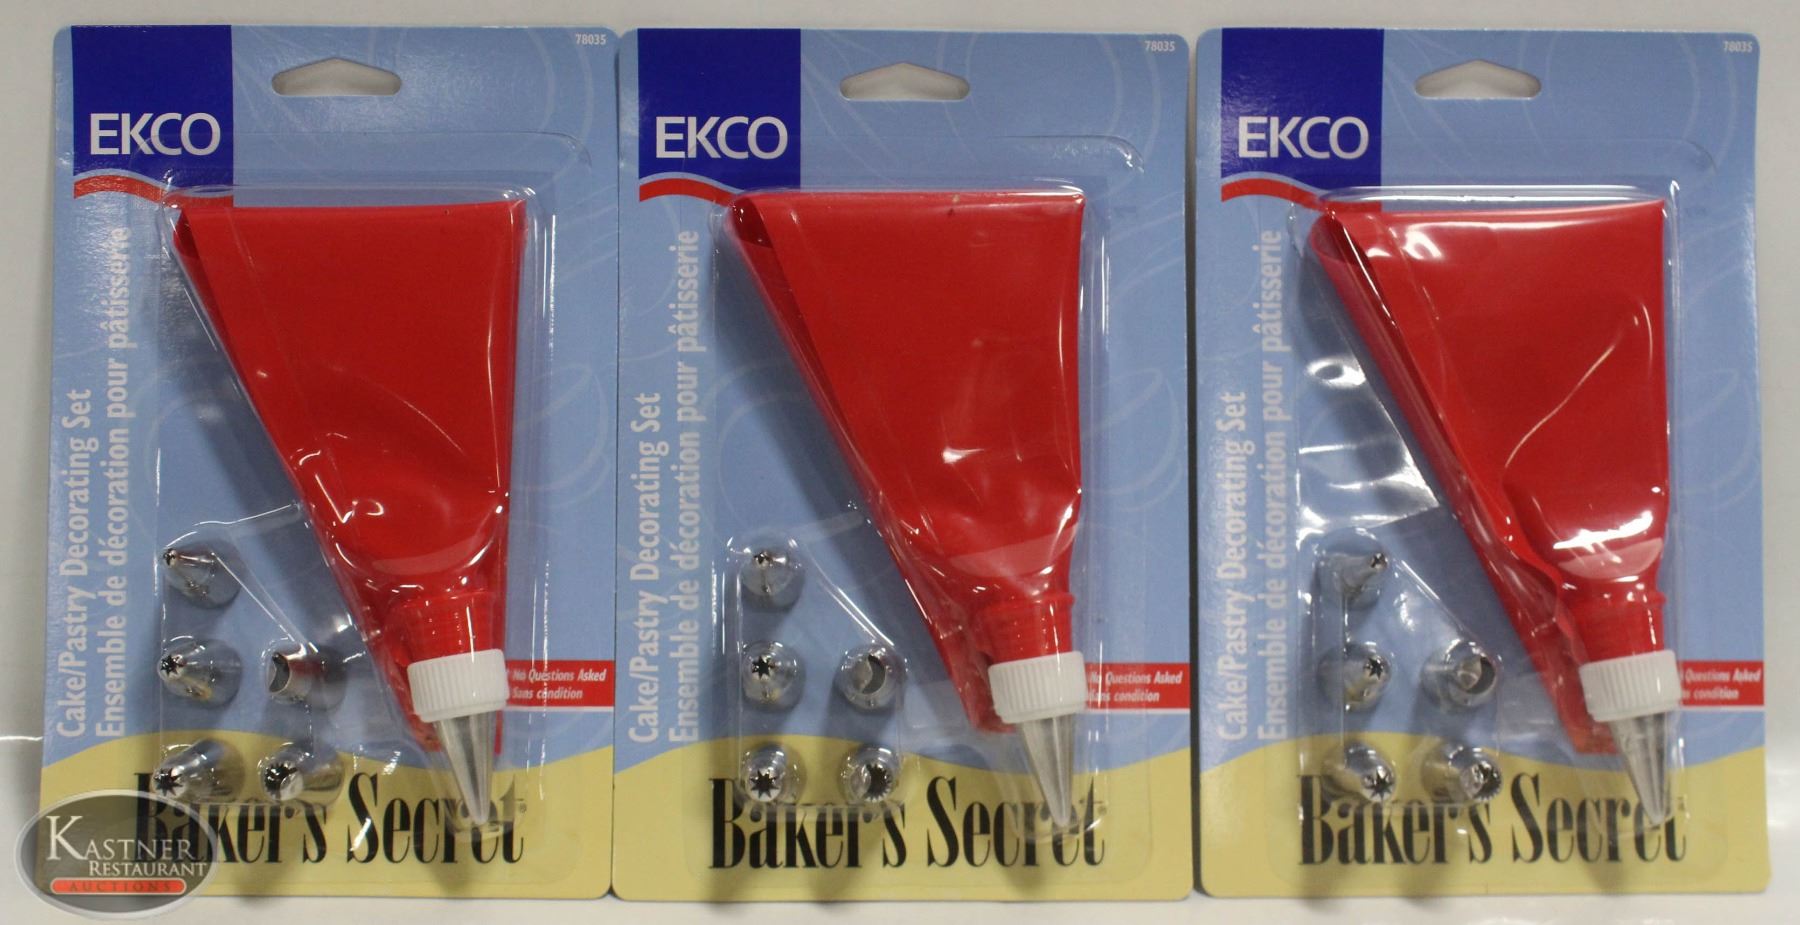 78035
EKCO
Cake/Pastry Decorating Set
Ensemble de décoration pour pâtisserie
No Questions Asked
Sans condition
Baker's Secret
78035
EKCO
Cake/Pastry Decorating Set
Ensemble de décoration pour pâtisserie
No Questions Asked
Sans condition
Baker's Secret
78035
EKCO
Cake/Pastry Decorating Set
Ensemble de décoration pour pâtisserie
Questions Asked
condition
Baker's Secret
KASTNER
RESTAURANT
AUCTIONS